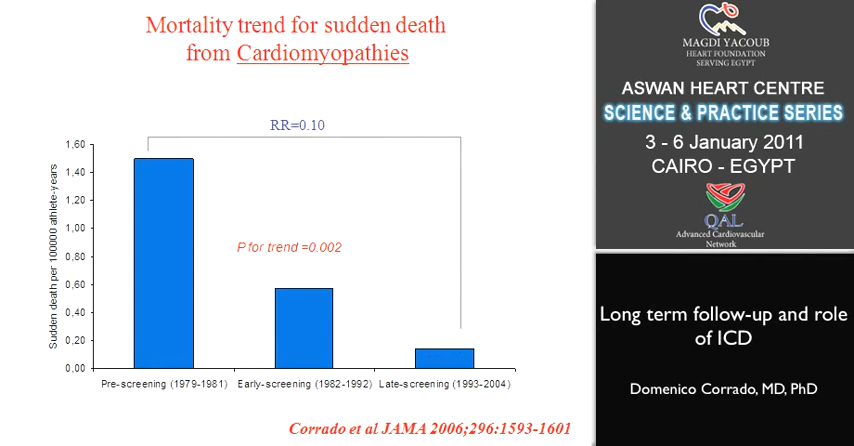 Mortality trend for sudden death
from Cardiomyopathies
RR=0.10
Sudden death per 100000 athlete-years
1,60
1,40
1,20
1,00
0,80
0,60
0,40
0,20
0,00
P for trend =0.002
Pre-screening (1979-1981)
Early-screening (1982-1992)
Late-screening (1993-2004)
Corrado et al JAMA 2006;296:1593-1601
MAGDI YACOUB
HEART FOUNDATION
SERVING EGYPT
ASWAN HEART CENTRE
SCIENCE & PRACTICE SERIES
3 - 6 January 2011
CAIRO - EGYPT
QAL
Advanced Cardiovascular
Network
Long term follow-up and role
of ICD
Domenico Corrado, MD, PhD